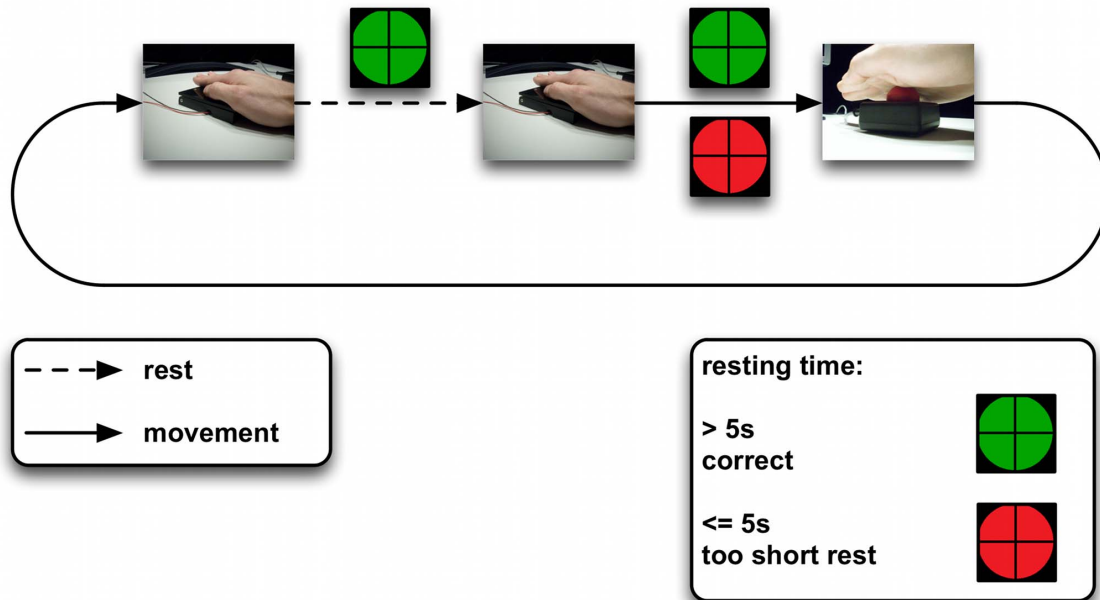 rest
movement
resting time:
> 5s
correct
<= 5s
too short rest